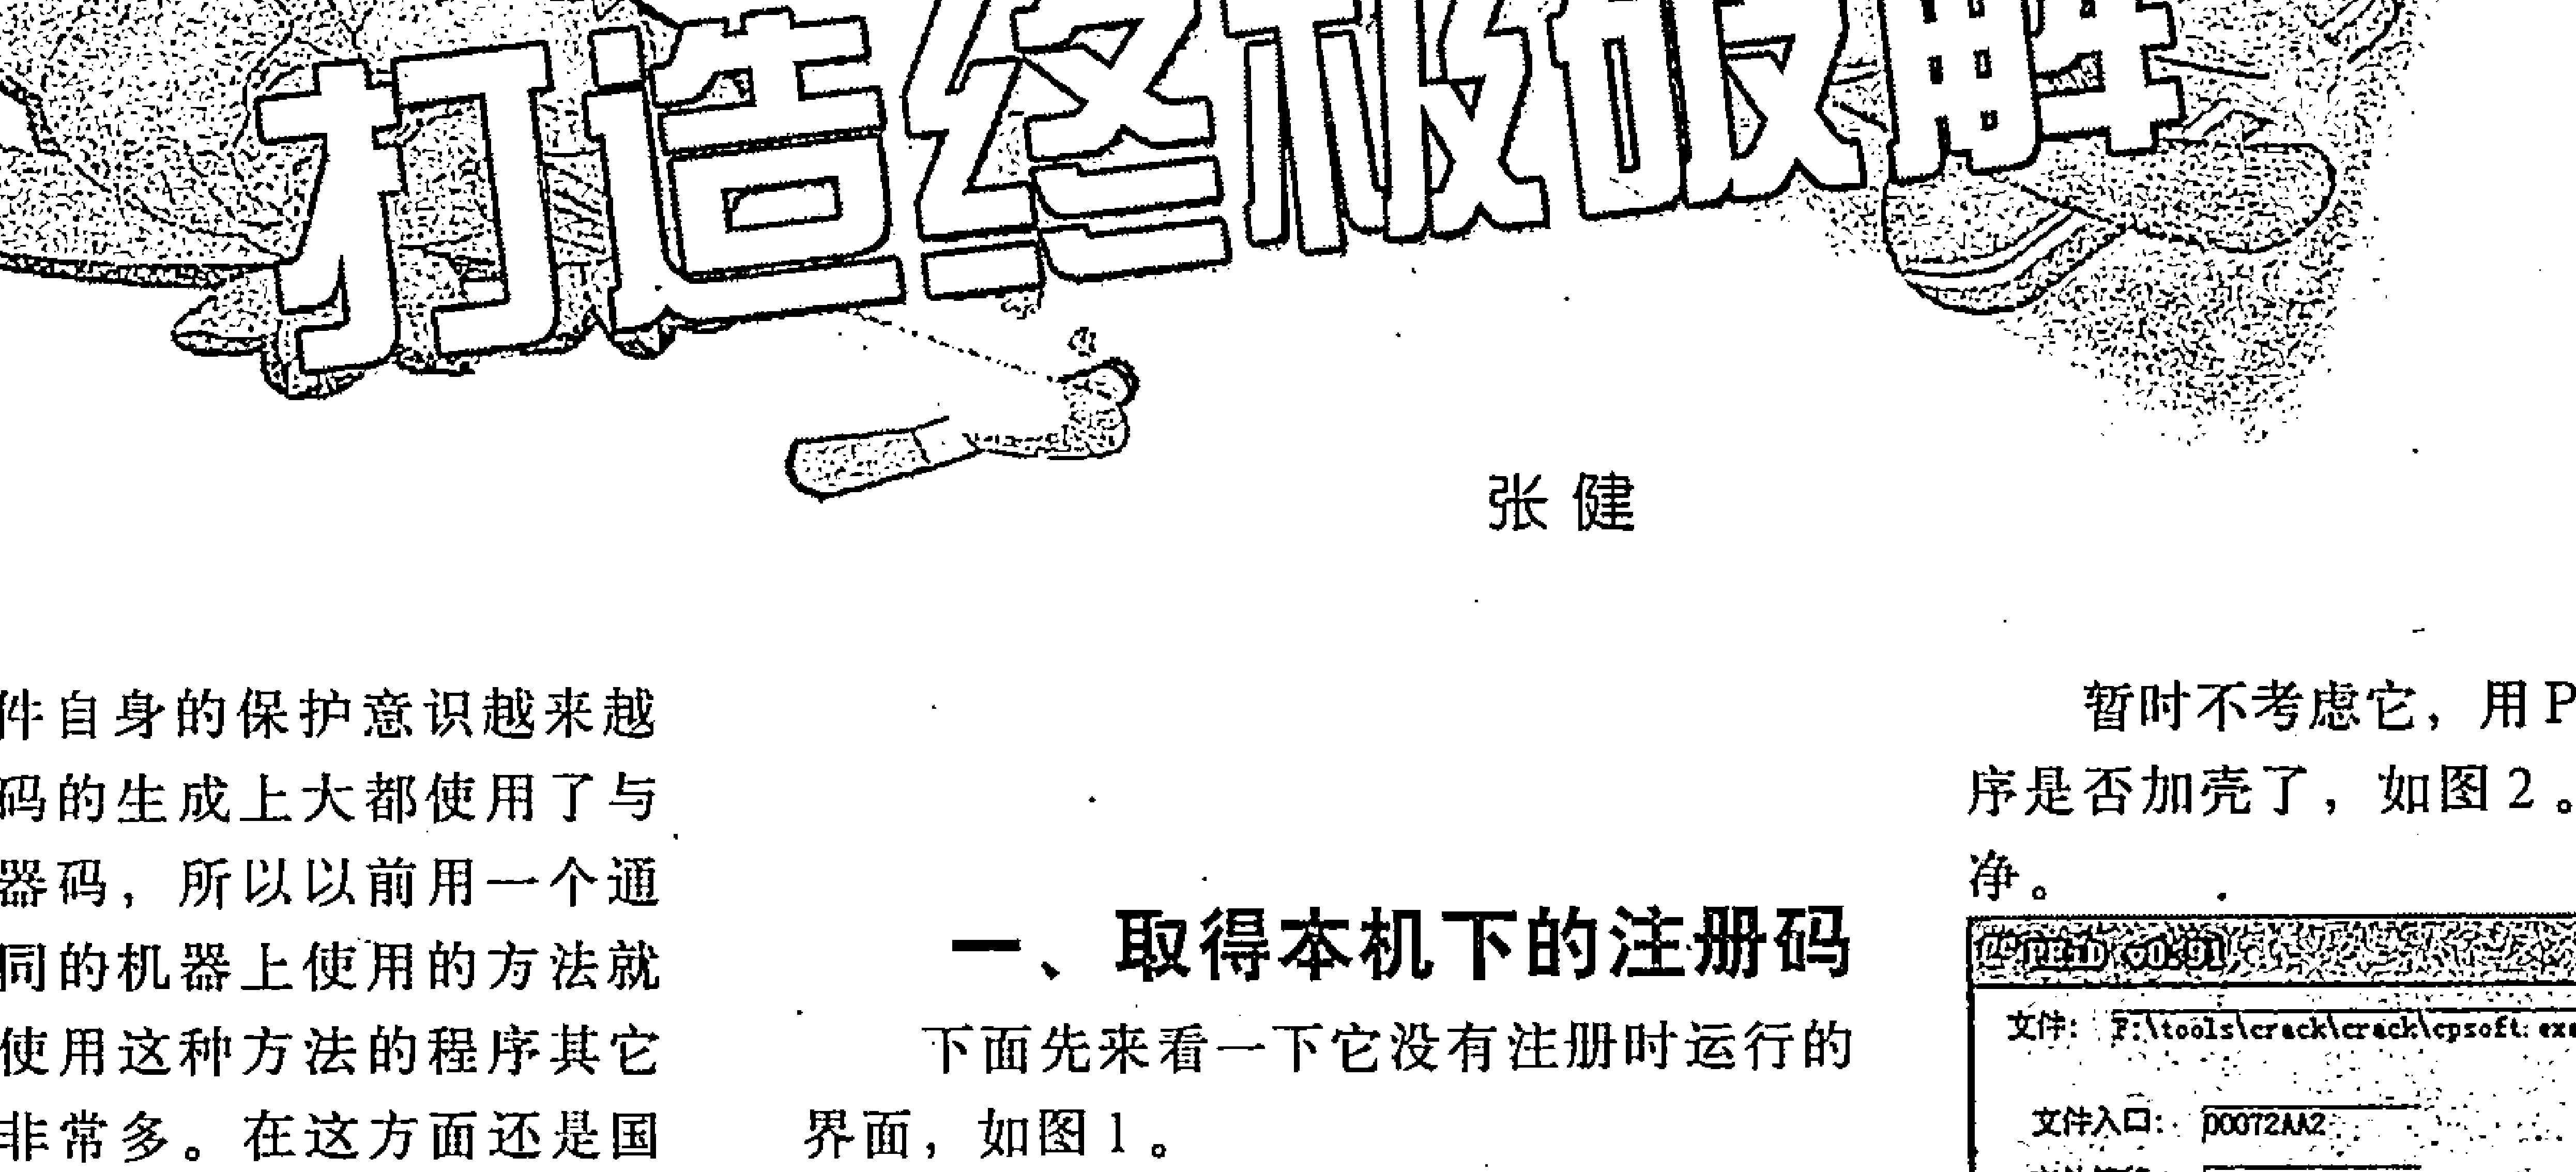 打造终极破解
张健
件自身的保护意识越来越
码的生成上大都使用了与
器码，所以以前用一个通
同的机器上使用的方法就
使用这种方法的程序其它
非常多。在这方面还是国
一、取得本机下的注册码
下面先来看一下它没有注册时运行的
界面，如图1。
暂时不考虑它，用P
序是否加壳了，如图2。
净。
PEiD v0.91
文件： F:\tools\crack\crack\cpsoft.exe
文件入口： 00072AA2